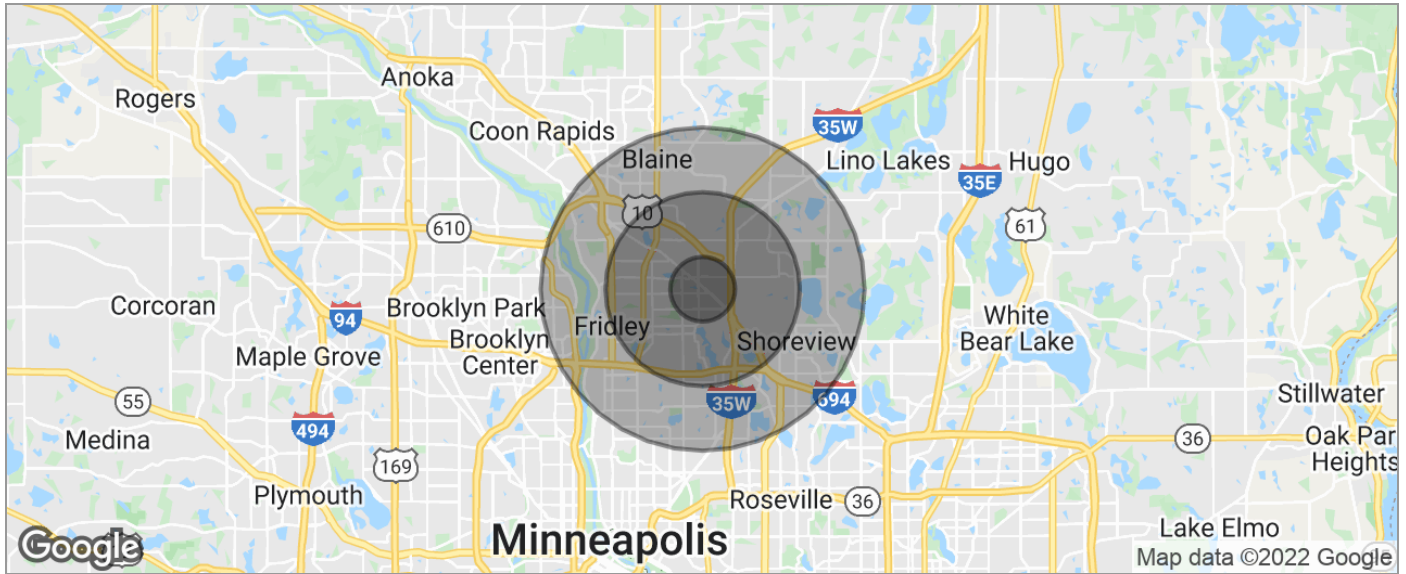 Anoka
Rogers
Coon Rapids
35W
Blaine
Lino Lakes
Hugo
35E
10
61
610
Corcoran
Brooklyn Park
94
White
Bear Lake
Fridley
Shoreview
Brooklyn
Center
Maple Grove
Stillwater
55
35W
694
494
Medina
36
Oak Par
Heights
169
Plymouth
Roseville
36
Minneapolis
Lake Elmo
Google
Map data ©2022 Google